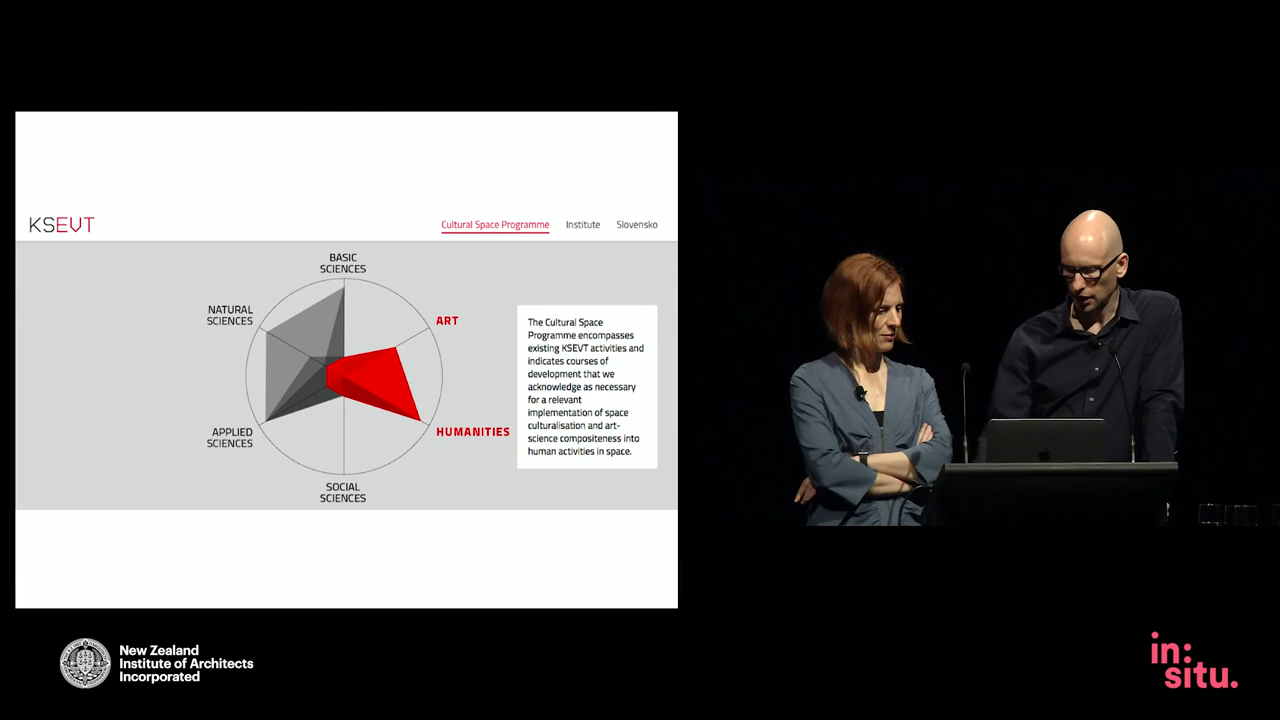 KSEVT
Cultural Space Programme Institute Slovensko
BASIC
SCIENCES
NATURAL
SCIENCES
ART
APPLIED
SCIENCES
HUMANITIES
SOCIAL
SCIENCES
The Cultural Space
Programme encompasses
existing KSEVT activities and
indicates courses of
development that we
acknowledge as necessary
for a relevant
implementation of space
culturalisation and art-
science compositeness into
human activities in space.
New Zealand
Institute of Architects
Incorporated
in:
situ.